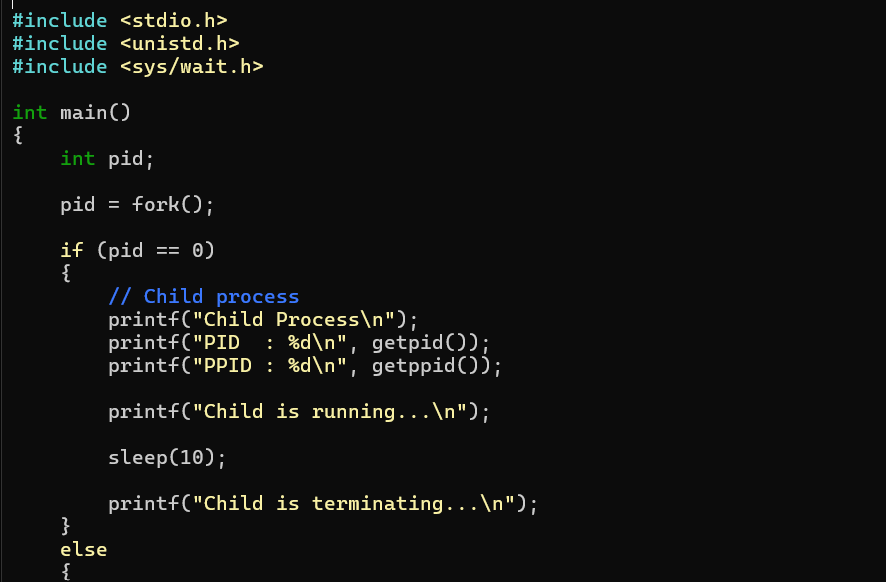 #include <stdio.h>
#include <unistd.h>
#include <sys/wait.h>

int main()
{
    int pid;

    pid = fork();

    if (pid == 0)
    {
        // Child process
        printf("Child Process\n");
        printf("PID  : %d\n", getpid());
        printf("PPID : %d\n", getppid());

        printf("Child is running...\n");

        sleep(10);

        printf("Child is terminating...\n");
    }
    else
    {